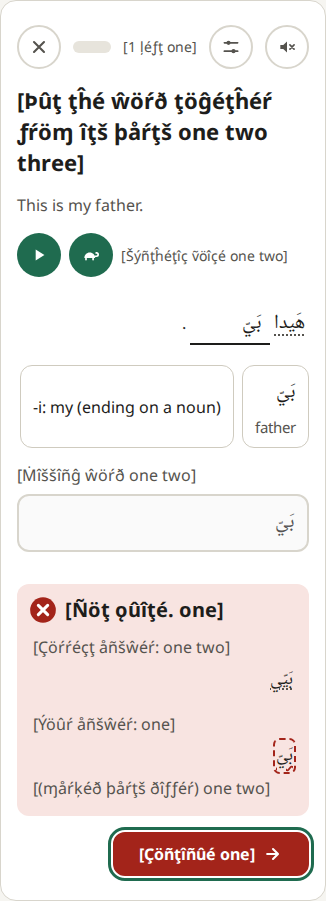 [1 ļéƒţ one]
[Þûţ ţĥé ŵöŕð ţöĝéţĥéŕ
ƒŕöɱ îţš þåŕţš one two
three]
This is my father.
[Šýñţĥéţîç ṽöîçé one two]
هَيدا بَيّ .
-i: my (ending on a noun)
بَيّ
father
[Ṁîššîñĝ ŵöŕð one two]
بَيّ
[Ñöţ ǫûîţé. one]
[Çöŕŕéçţ åñšŵéŕ: one two]
بَيّي
[Ýöûŕ åñšŵéŕ: one]
بَيّ
[(ɱåŕķéð þåŕţš ðîƒƒéŕ) one two]
[Çöñţîñûé one]